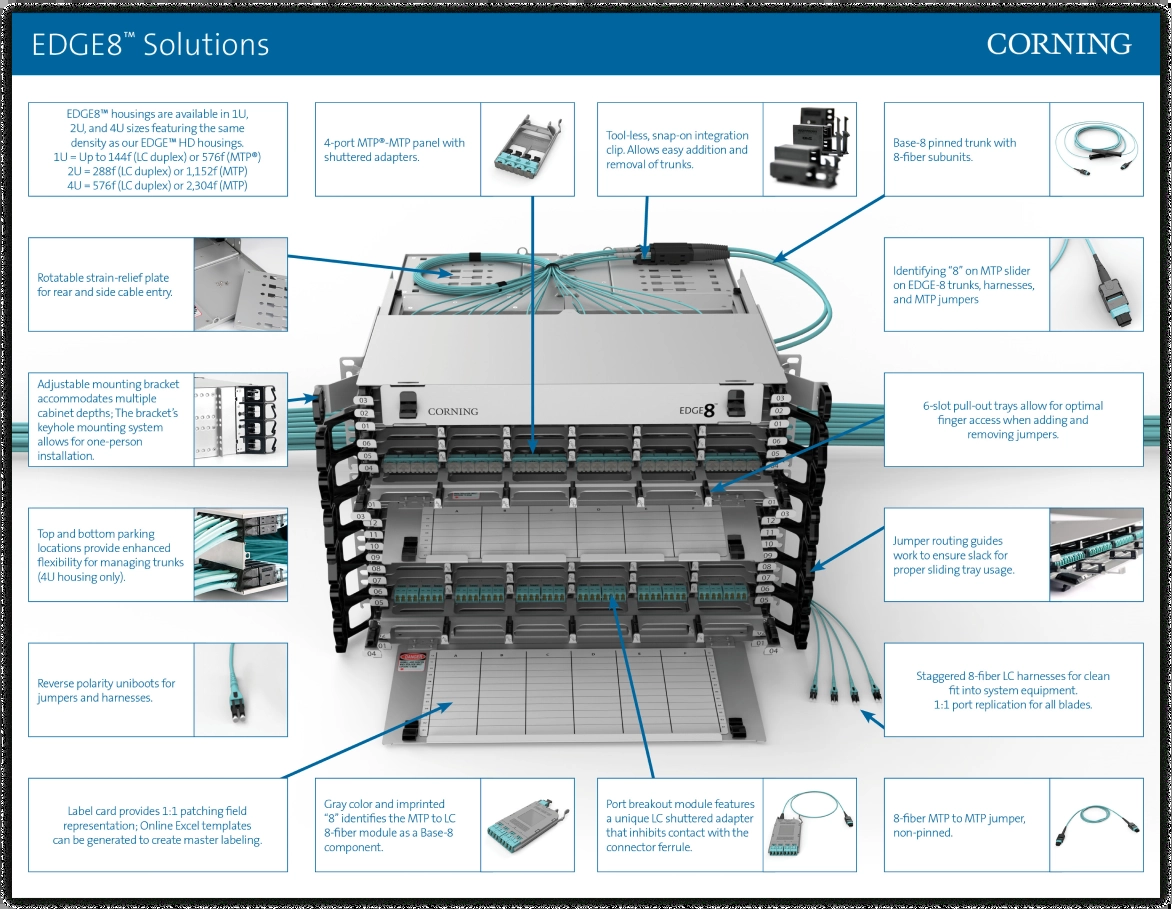 EDGE8™ Solutions
CORNING
EDGE8™ housings are available in 1U,
2U, and 4U sizes featuring the same
density as our EDGE™ HD housings.
1U = Up to 144f (LC duplex) or 576f (MTP®)
2U = 288f (LC duplex) or 1,152f (MTP)
4U = 576f (LC duplex) or 2,304f (MTP)
4-port MTP®-MTP panel with
shuttered adapters.
Tool-less, snap-on integration
clip. Allows easy addition and
removal of trunks.
Base-8 pinned trunk with
8-fiber subunits.
Rotatable strain-relief plate
for rear and side cable entry.
Identifying “8” on MTP slider
on EDGE-8 trunks, harnesses,
and MTP jumpers
Adjustable mounting bracket
accommodates multiple
cabinet depths; The bracket’s
keyhole mounting system
allows for one-person
installation.
CORNING
EDGE8™
03
02
01
06
05
04
01
12
11
10
09
08
07
06
05
01
04
03
02
01
06
05
04
01
03
12
11
10
09
08
07
06
05
01
04
DANGER
6-slot pull-out trays allow for optimal
finger access when adding and
removing jumpers.
Top and bottom parking
locations provide enhanced
flexibility for managing trunks
(4U housing only).
Jumper routing guides
work to ensure slack for
proper sliding tray usage.
Reverse polarity uniboots for
jumpers and harnesses.
Staggered 8-fiber LC harnesses for clean
fit into system equipment.
1:1 port replication for all blades.
Label card provides 1:1 patching field
representation; Online Excel templates
can be generated to create master labeling.
Gray color and imprinted
“8” identifies the MTP to LC
8-fiber module as a Base-8
component.
Port breakout module features
a unique LC shuttered adapter
that inhibits contact with the
connector ferrule.
8-fiber MTP to MTP jumper,
non-pinned.